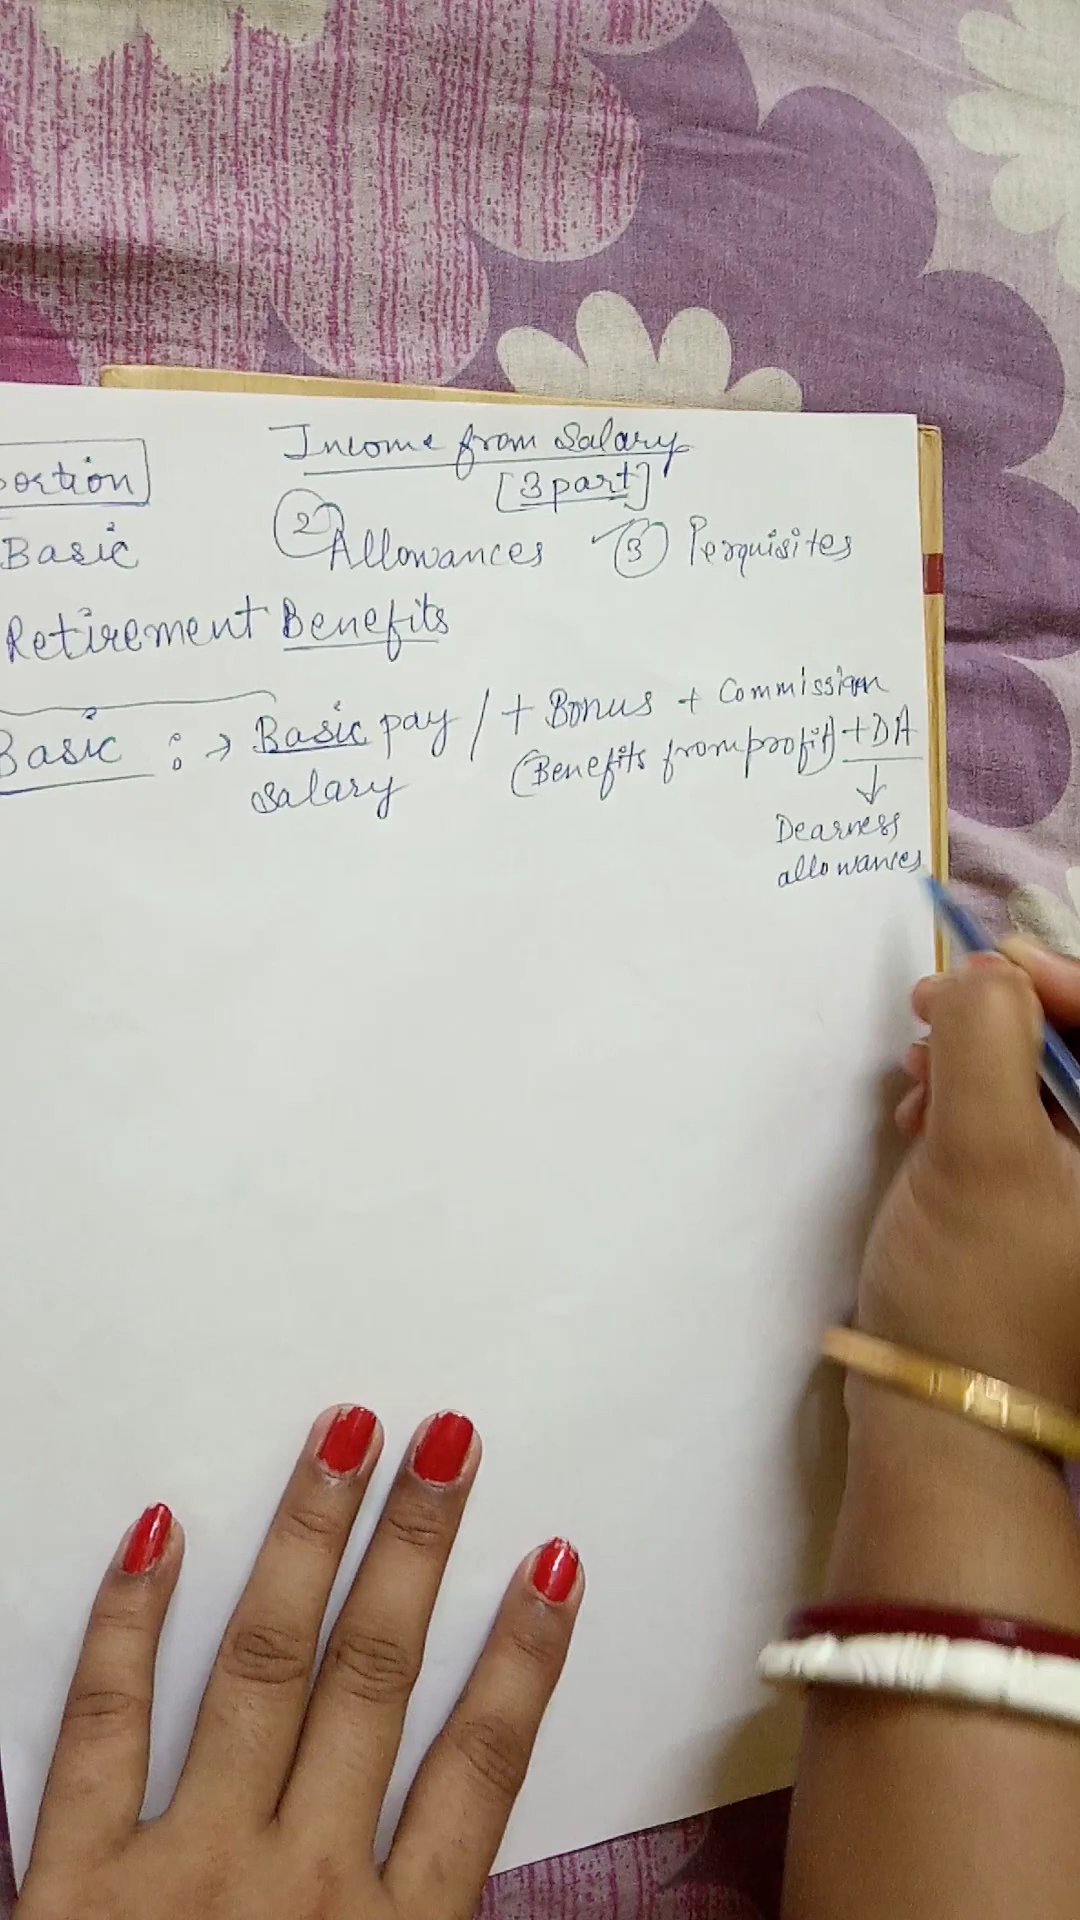 Income from Salary
[3 part]
ortion
Basic
2 Allowances
3 Perquisites
Retirement Benefits
Basic : → Basic pay / + Bonus + Commission
salary (Benefits from profit) + DA
↓
Dearness
allowances